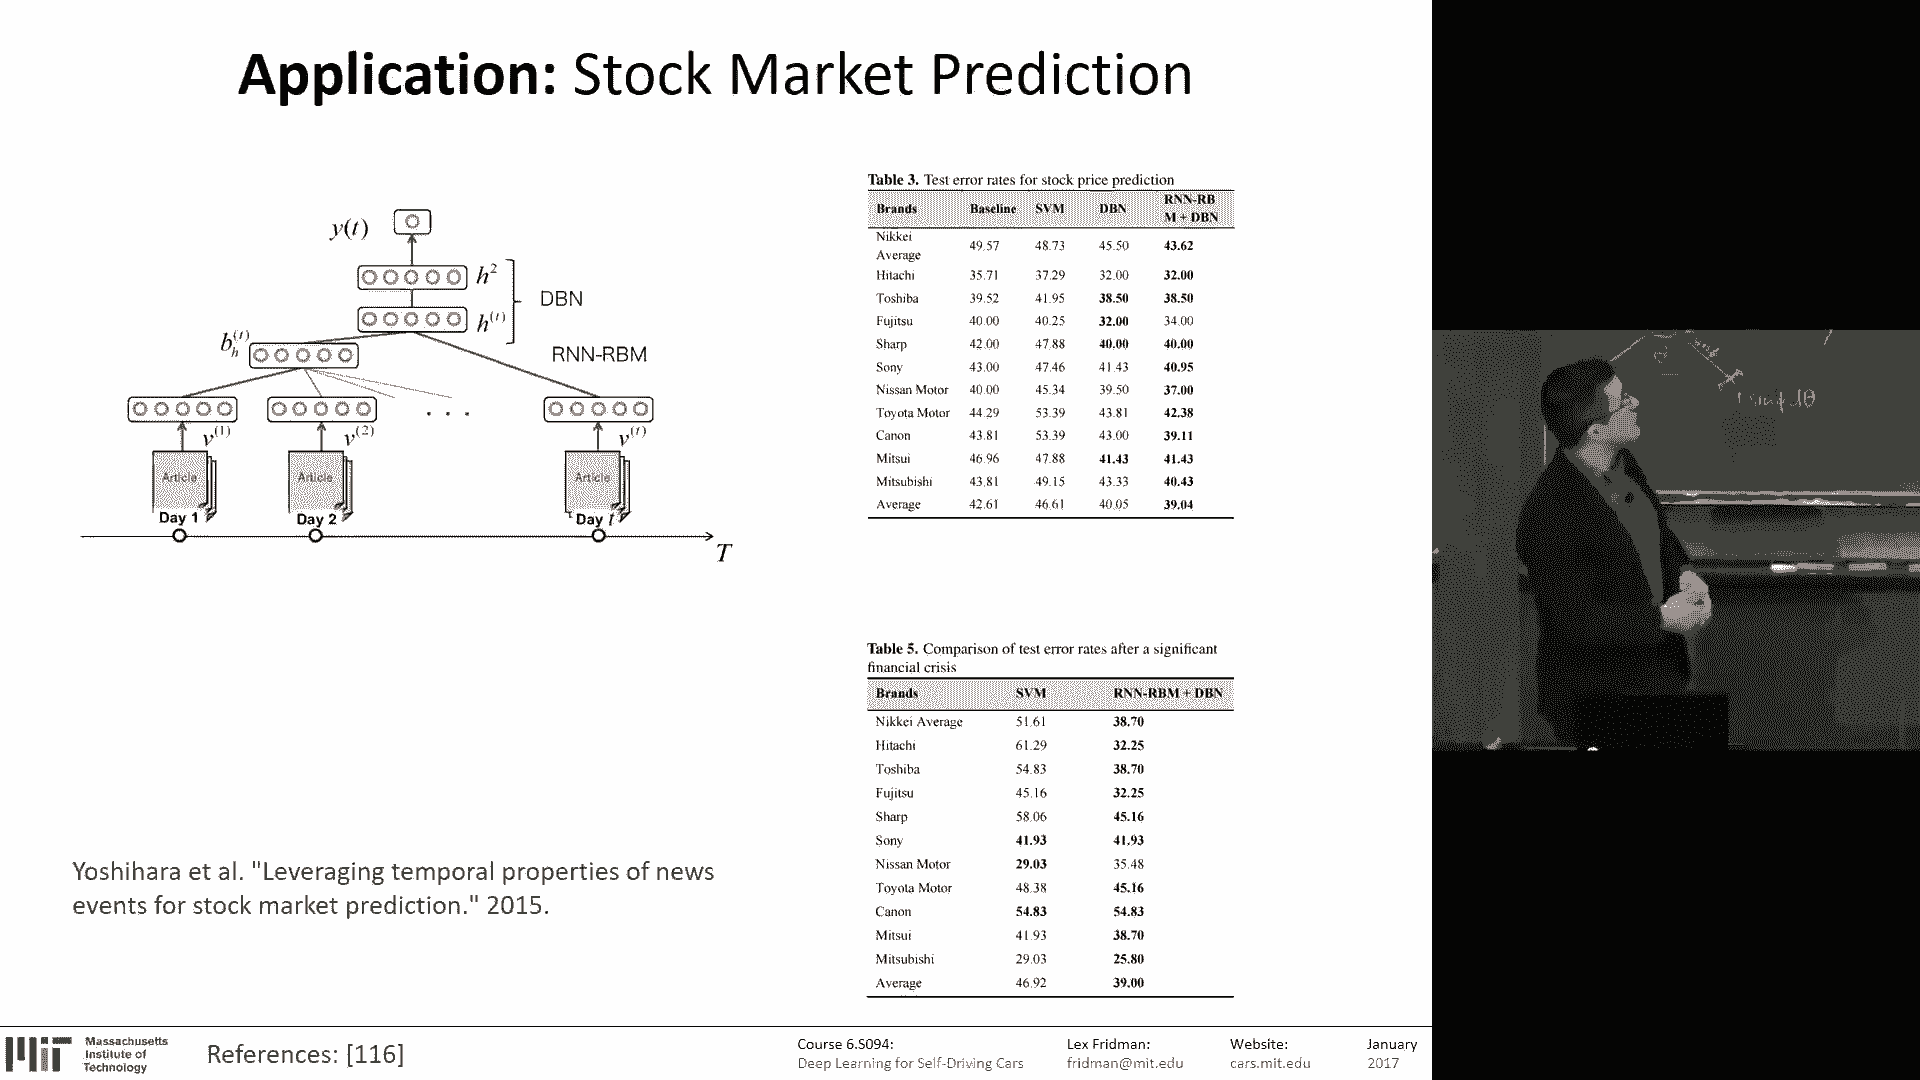 Application: Stock Market Prediction
y(t)
h²
DBN
h⁽ᵗ⁾
b_h⁽ᵗ⁾
RNN-RBM
. . .
v⁽¹⁾
v⁽²⁾
v⁽ᵗ⁾
Article
Article
Article
Day 1
Day 2
Day t
T
Yoshihara et al. "Leveraging temporal properties of news
events for stock market prediction." 2015.
Table 3. Test error rates for stock price prediction
Brands Baseline SVM DBN RNN-RB
M + DBN
Nikkei
Average 49.57 48.73 45.50 43.62
Hitachi 35.71 37.29 32.00 32.00
Toshiba 39.52 41.95 38.50 38.50
Fujitsu 40.00 40.25 32.00 34.00
Sharp 42.00 47.88 40.00 40.00
Sony 43.00 47.46 41.43 40.95
Nissan Motor 40.00 45.34 39.50 37.00
Toyota Motor 44.29 53.39 43.81 42.38
Canon 43.81 53.39 43.00 39.11
Mitsui 46.96 47.88 41.43 41.43
Mitsubishi 43.81 49.15 43.33 40.43
Average 42.61 46.61 40.05 39.04
Table 5. Comparison of test error rates after a significant
financial crisis
Brands SVM RNN-RBM + DBN
Nikkei Average 51.61 38.70
Hitachi 61.29 32.25
Toshiba 54.83 38.70
Fujitsu 45.16 32.25
Sharp 58.06 45.16
Sony 41.93 41.93
Nissan Motor 29.03 35.48
Toyota Motor 48.38 45.16
Canon 54.83 54.83
Mitsui 41.93 38.70
Mitsubishi 29.03 25.80
Average 46.92 39.00
Massachusetts
Institute of
Technology
References: [116]
Course 6.S094:
Deep Learning for Self-Driving Cars
Lex Fridman:
fridman@mit.edu
Website:
cars.mit.edu
January
2017